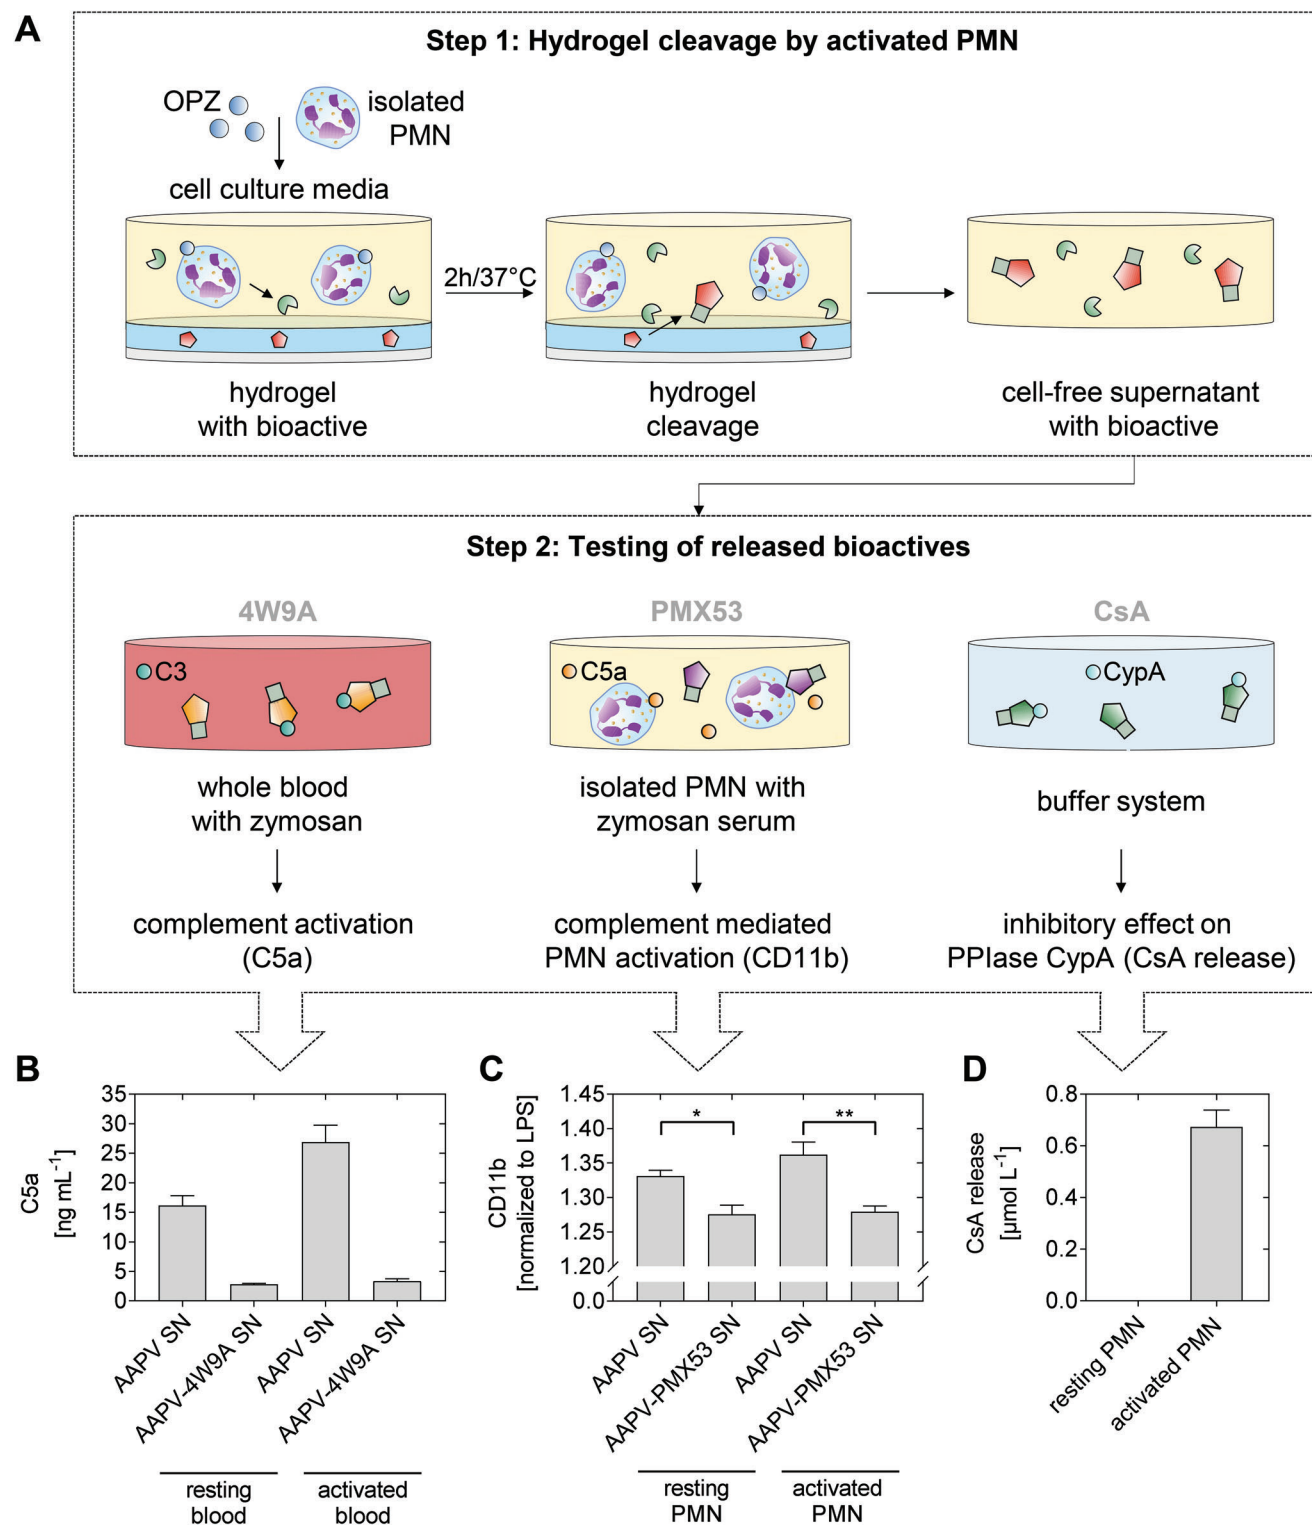 A
Step 1: Hydrogel cleavage by activated PMN
OPZ
isolated
PMN
cell culture media
2h/37°C
hydrogel
with bioactive
hydrogel
cleavage
cell-free supernatant
with bioactive
Step 2: Testing of released bioactives
4W9A
PMX53
CsA
C3
C5a
CypA
whole blood
with zymosan
isolated PMN with
zymosan serum
buffer system
complement activation
(C5a)
complement mediated
PMN activation (CD11b)
inhibitory effect on
PPIase CypA (CsA release)
B
C5a
[ng mL⁻¹]
35
30
25
20
15
10
5
0
AAPV SN
AAPV-4W9A SN
AAPV SN
AAPV-4W9A SN
resting
blood
activated
blood
C
CD11b
[normalized to LPS]
1.45
1.40
1.35
1.30
1.25
1.20
0.0
*
**
AAPV SN
AAPV-PMX53 SN
AAPV SN
AAPV-PMX53 SN
resting
PMN
activated
PMN
D
CsA release
[µmol L⁻¹]
0.8
0.6
0.4
0.2
0.0
resting PMN
activated PMN